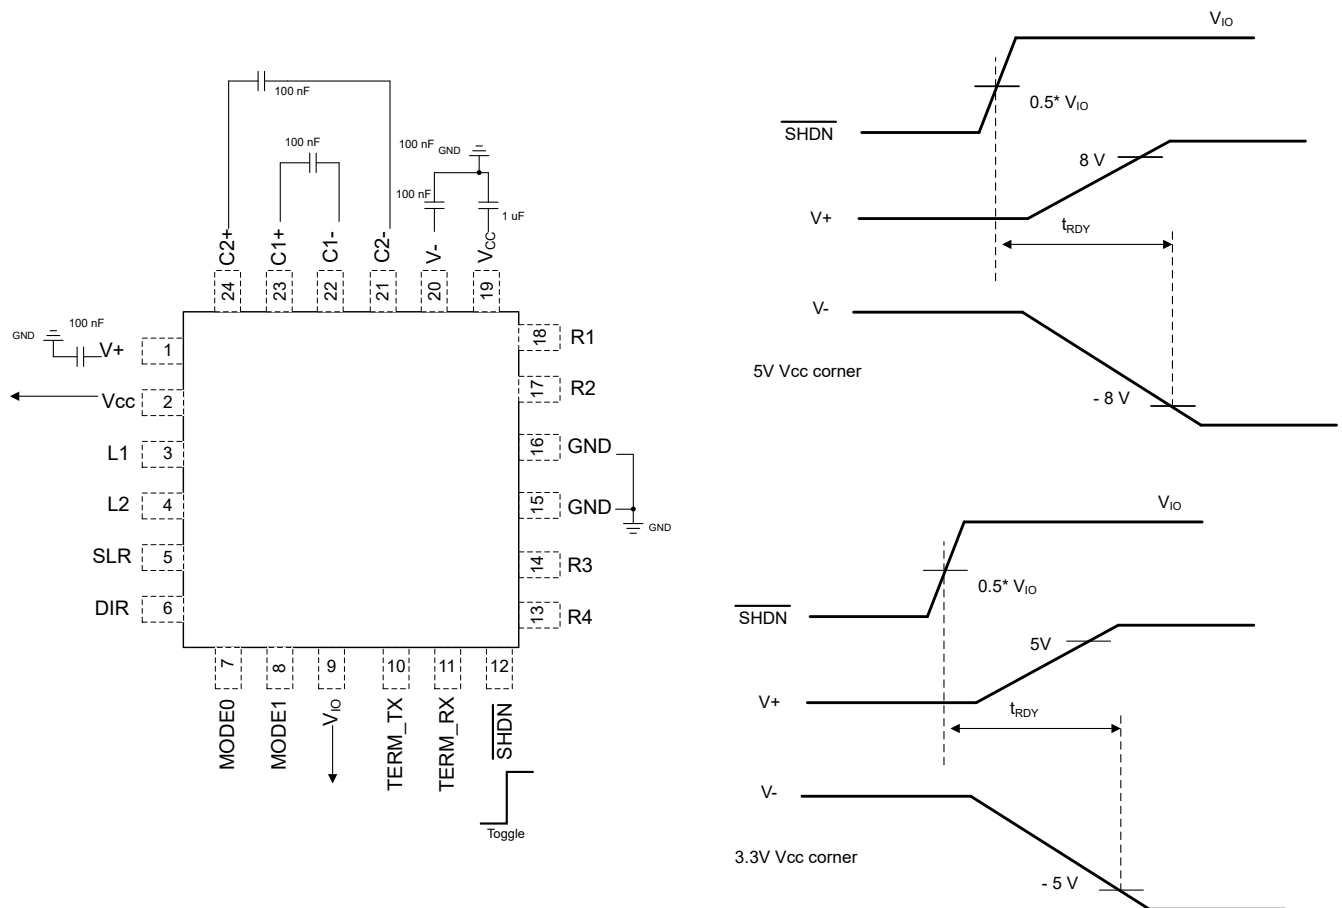 100 nF
100 nF
100 nF
GND
100 nF
1 uF
C2+
C1+
C1-
C2-
V-
VCC
24
23
22
21
20
19
GND
100 nF
V+
1
Vcc
2
L1
3
L2
4
SLR
5
DIR
6
18
R1
17
R2
16
GND
15
GND
GND
14
R3
13
R4
7
8
9
10
11
12
MODE0
MODE1
VIO
TERM_TX
TERM_RX
SHDN
Toggle
VIO
0.5* VIO
SHDN
8 V
V+
tRDY
V-
5V Vcc corner
- 8 V
VIO
0.5* VIO
SHDN
5V
V+
tRDY
V-
3.3V Vcc corner
- 5 V